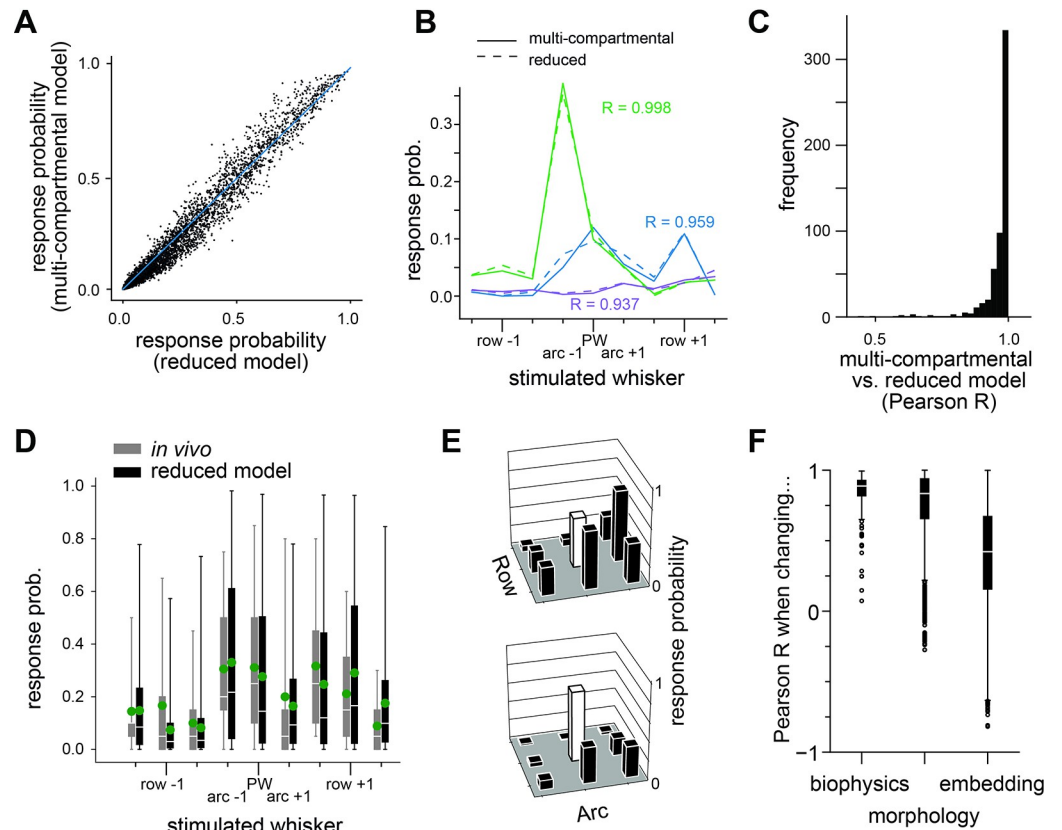 A
response probability
(multi-compartmental model)
1.0
0.5
0.0
0.0 0.5 1.0
response probability
(reduced model)
B
multi-compartmental
reduced
R = 0.998
R = 0.959
R = 0.937
response prob.
0.3
0.2
0.1
0.0
row -1 PW row +1
arc -1 arc +1
stimulated whisker
C
frequency
300
200
100
0
0.5 1.0
multi-compartmental
vs. reduced model
(Pearson R)
D
in vivo
reduced model
response prob.
1.0
0.8
0.6
0.4
0.2
0.0
row -1 PW row +1
arc -1 arc +1
stimulated whisker
E
1
0
Row
response probability
1
0
Arc
F
Pearson R when changing...
1
0
−1
biophysics embedding
morphology